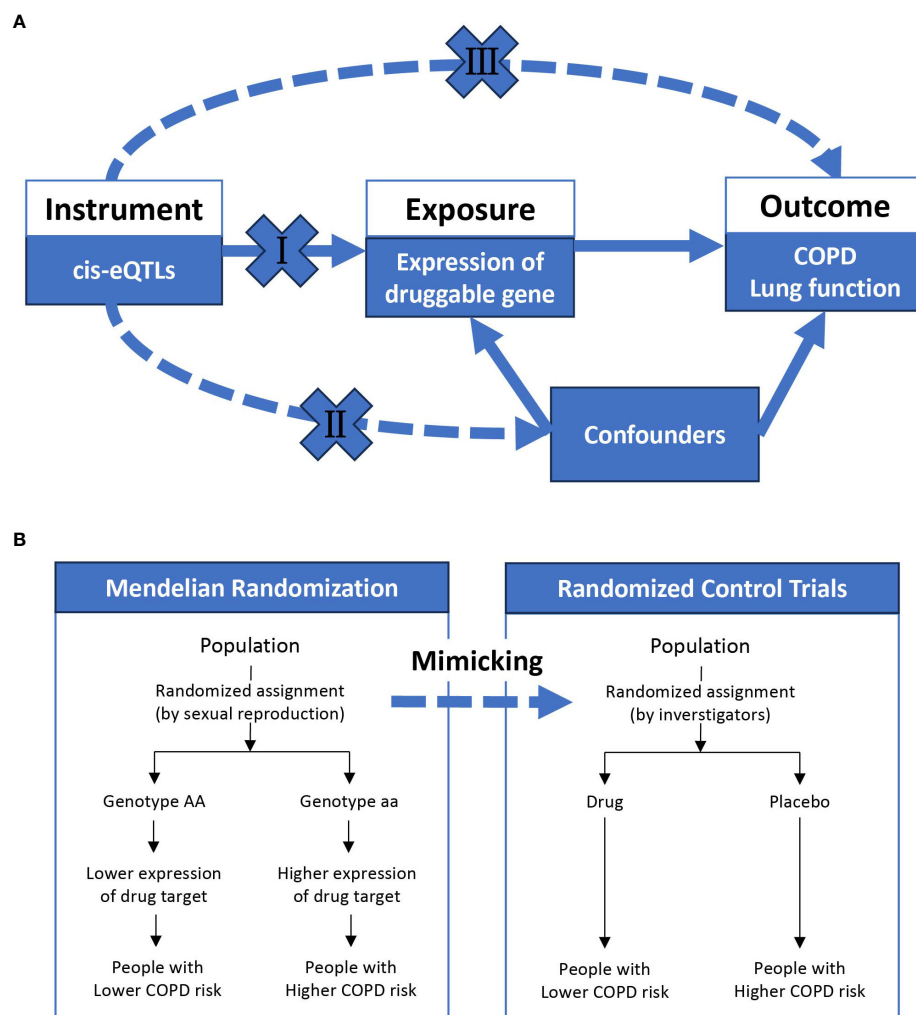 A
III
Instrument
cis-eQTLs
I
Exposure
Expression of
druggable gene
Outcome
COPD
Lung function
II
Confounders
B
Mendelian Randomization
Population
Randomized assignment
(by sexual reproduction)
Genotype AA
Genotype aa
Lower expression
of drug target
Higher expression
of drug target
People with
Lower COPD risk
People with
Higher COPD risk
Mimicking
Randomized Control Trials
Population
Randomized assignment
(by inverstigators)
Drug
Placebo
People with
Lower COPD risk
People with
Higher COPD risk